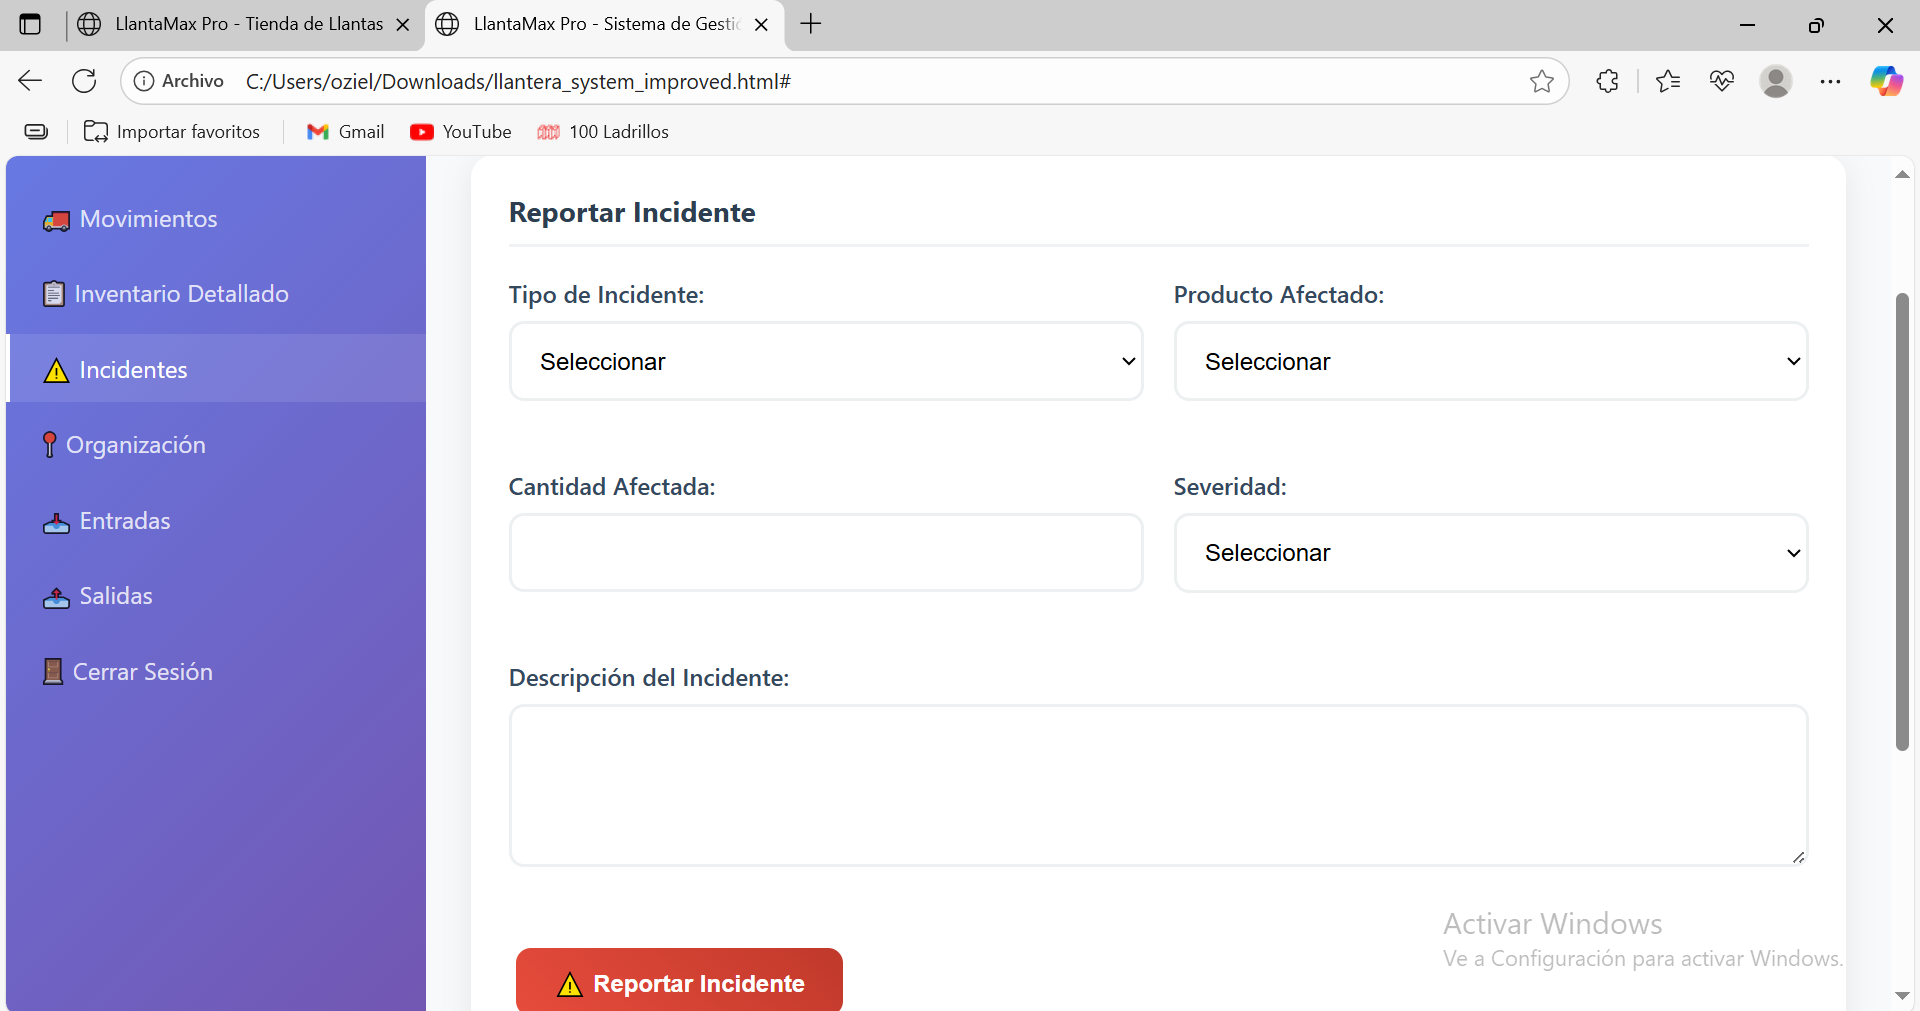 LlantaMax Pro - Tienda de Llantas
LlantaMax Pro - Sistema de Gestic
Archivo
C:/Users/oziel/Downloads/llantera_system_improved.html#
Importar favoritos
Gmail
YouTube
100 Ladrillos
Movimientos
Inventario Detallado
Incidentes
Organización
Entradas
Salidas
Cerrar Sesión
Reportar Incidente
Tipo de Incidente:
Producto Afectado:
Seleccionar
Seleccionar
Cantidad Afectada:
Severidad:
Seleccionar
Descripción del Incidente:
Reportar Incidente
Activar Windows
Ve a Configuración para activar Windows.